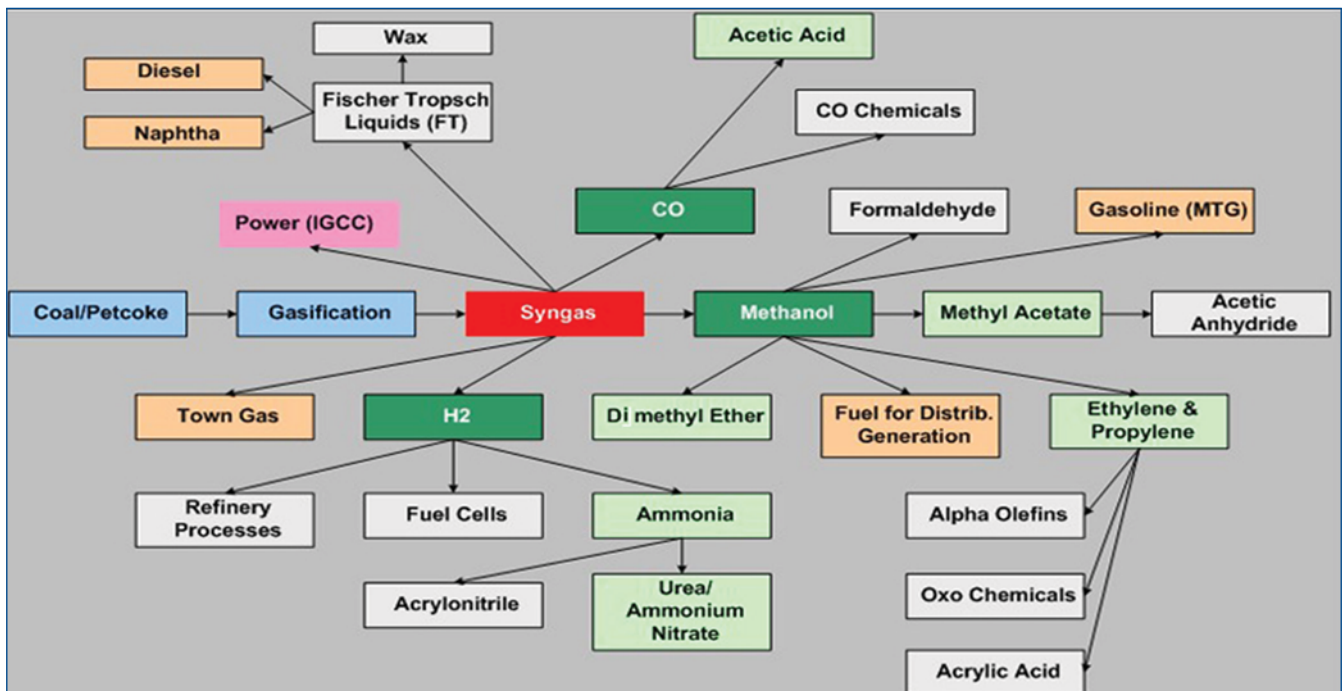 Wax
Acetic Acid
Diesel
Fischer Tropsch
Liquids (FT)
CO Chemicals
Naphtha
CO
Formaldehyde
Gasoline (MTG)
Power (IGCC)
Coal/Petcoke
Gasification
Syngas
Methanol
Methyl Acetate
Acetic
Anhydride
Town Gas
H2
Dimethyl Ether
Fuel for Distrib.
Generation
Ethylene &
Propylene
Refinery
Processes
Fuel Cells
Ammonia
Alpha Olefins
Acrylonitrile
Urea/
Ammonium
Nitrate
Oxo Chemicals
Acrylic Acid